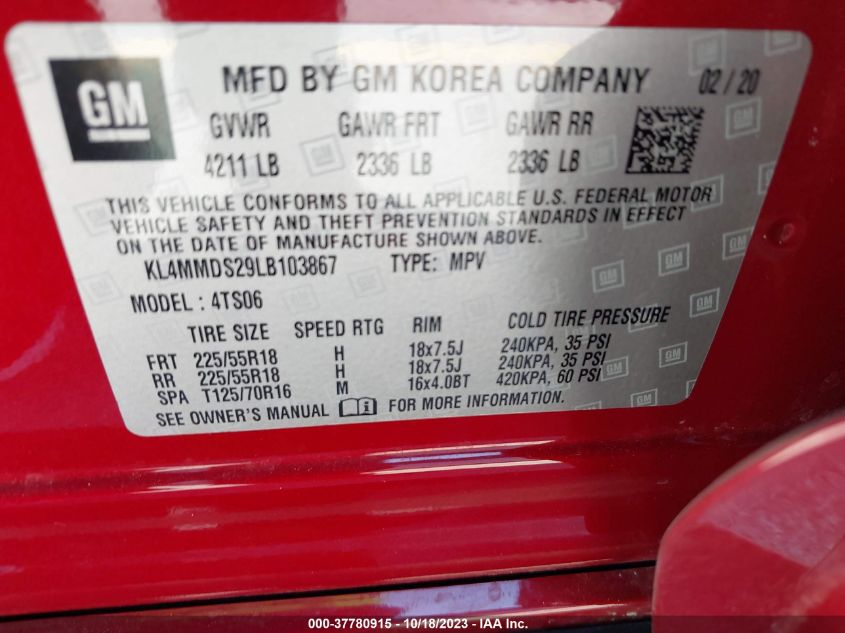 GM MFD BY GM KOREA COMPANY 02/20
GVWR GAWR FRT GAWR RR
4211 LB 2336 LB 2336 LB
THIS VEHICLE CONFORMS TO ALL APPLICABLE U.S. FEDERAL MOTOR
VEHICLE SAFETY AND THEFT PREVENTION STANDARDS IN EFFECT
ON THE DATE OF MANUFACTURE SHOWN ABOVE.
KL4MMDS29LB103867 TYPE: MPV
MODEL : 4TS06
TIRE SIZE SPEED RTG RIM COLD TIRE PRESSURE
FRT 225/55R18 H 18x7.5J 240KPA, 35 PSI
RR 225/55R18 H 18x7.5J 240KPA, 35 PSI
SPA T125/70R16 M 16x4.0BT 420KPA, 60 PSI
SEE OWNER'S MANUAL FOR MORE INFORMATION.
000-37780915 - 10/18/2023 - IAA Inc.